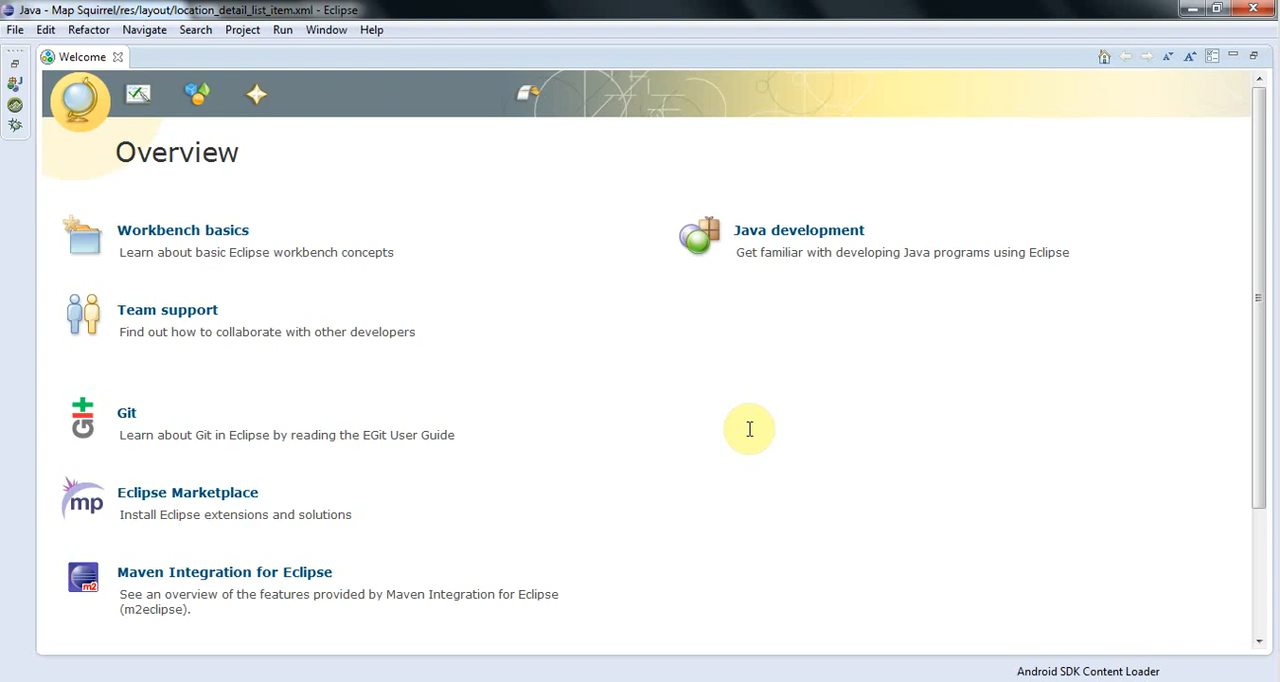 Java - Map Squirrel/res/layout/location_detail_list_item.xml - Eclipse
File Edit Refactor Navigate Search Project Run Window Help
Welcome
Overview
Workbench basics
Learn about basic Eclipse workbench concepts
Java development
Get familiar with developing Java programs using Eclipse
Team support
Find out how to collaborate with other developers
Git
Git
Learn about Git in Eclipse by reading the EGit User Guide
mp
Eclipse Marketplace
Install Eclipse extensions and solutions
m2
Maven Integration for Eclipse
See an overview of the features provided by Maven Integration for Eclipse
(m2eclipse).
Android SDK Content Loader